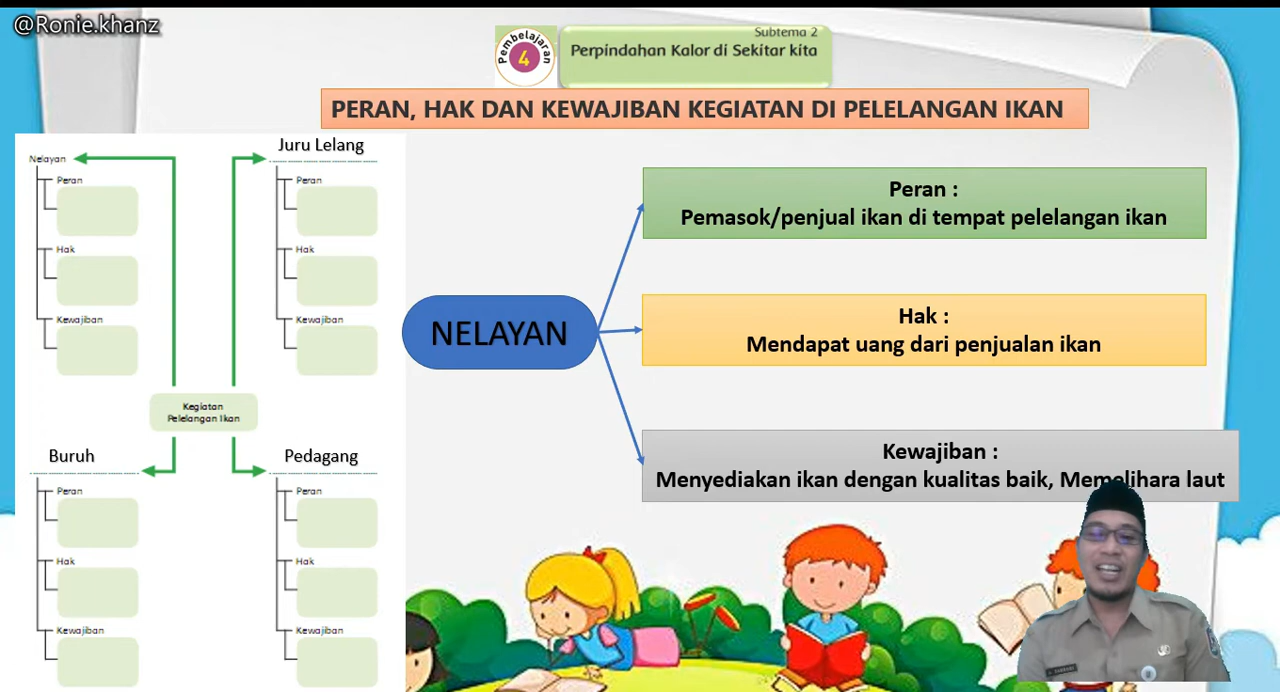 @Ronie.khanz
Pembelajaran
4
Subtema 2
Perpindahan Kalor di Sekitar kita
PERAN, HAK DAN KEWAJIBAN KEGIATAN DI PELELANGAN IKAN
Nelayan
Peran
Hak
Kewajiban
Juru Lelang
Peran
Hak
Kewajiban
Kegiatan
Pelelangan Ikan
Buruh
Peran
Hak
Kewajiban
Pedagang
Peran
Hak
Kewajiban
NELAYAN
Peran :
Pemasok/penjual ikan di tempat pelelangan ikan
Hak :
Mendapat uang dari penjualan ikan
Kewajiban :
Menyediakan ikan dengan kualitas baik, Memelihara laut